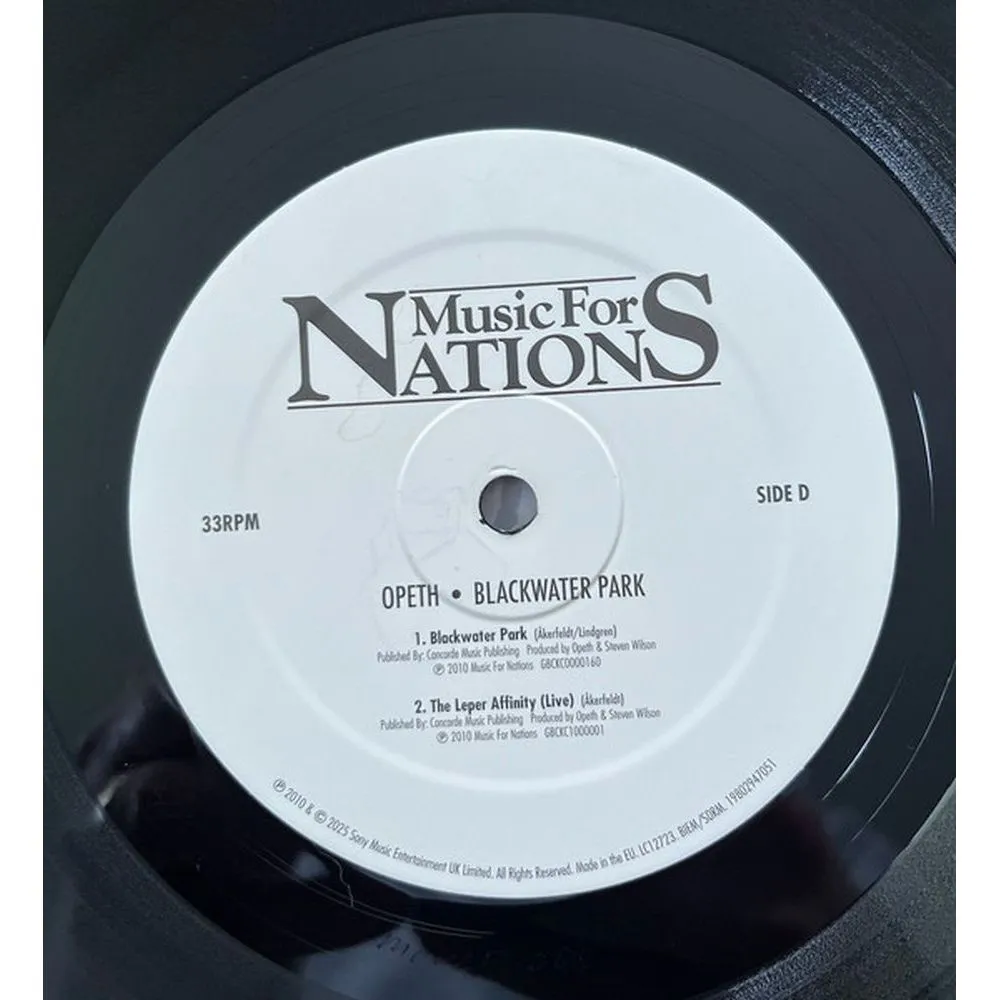 Music For
NATIONS
33RPM
SIDE D
OPETH • BLACKWATER PARK
1. Blackwater Park (Åkerfeldt/Lindgren)
Published By: Concorde Music Publishing Produced by Opeth & Steven Wilson
℗ 2010 Music For Nations GBCKC0000160
2. The Leper Affinity (Live) (Åkerfeldt)
Published By: Concorde Music Publishing Produced by Opeth & Steven Wilson
℗ 2010 Music For Nations GBCKC1000001
℗ 2010 & © 2025 Sony Music Entertainment UK Limited. All Rights Reserved. Made in the EU. LC12723. BIEM/SDRM. 19802947051